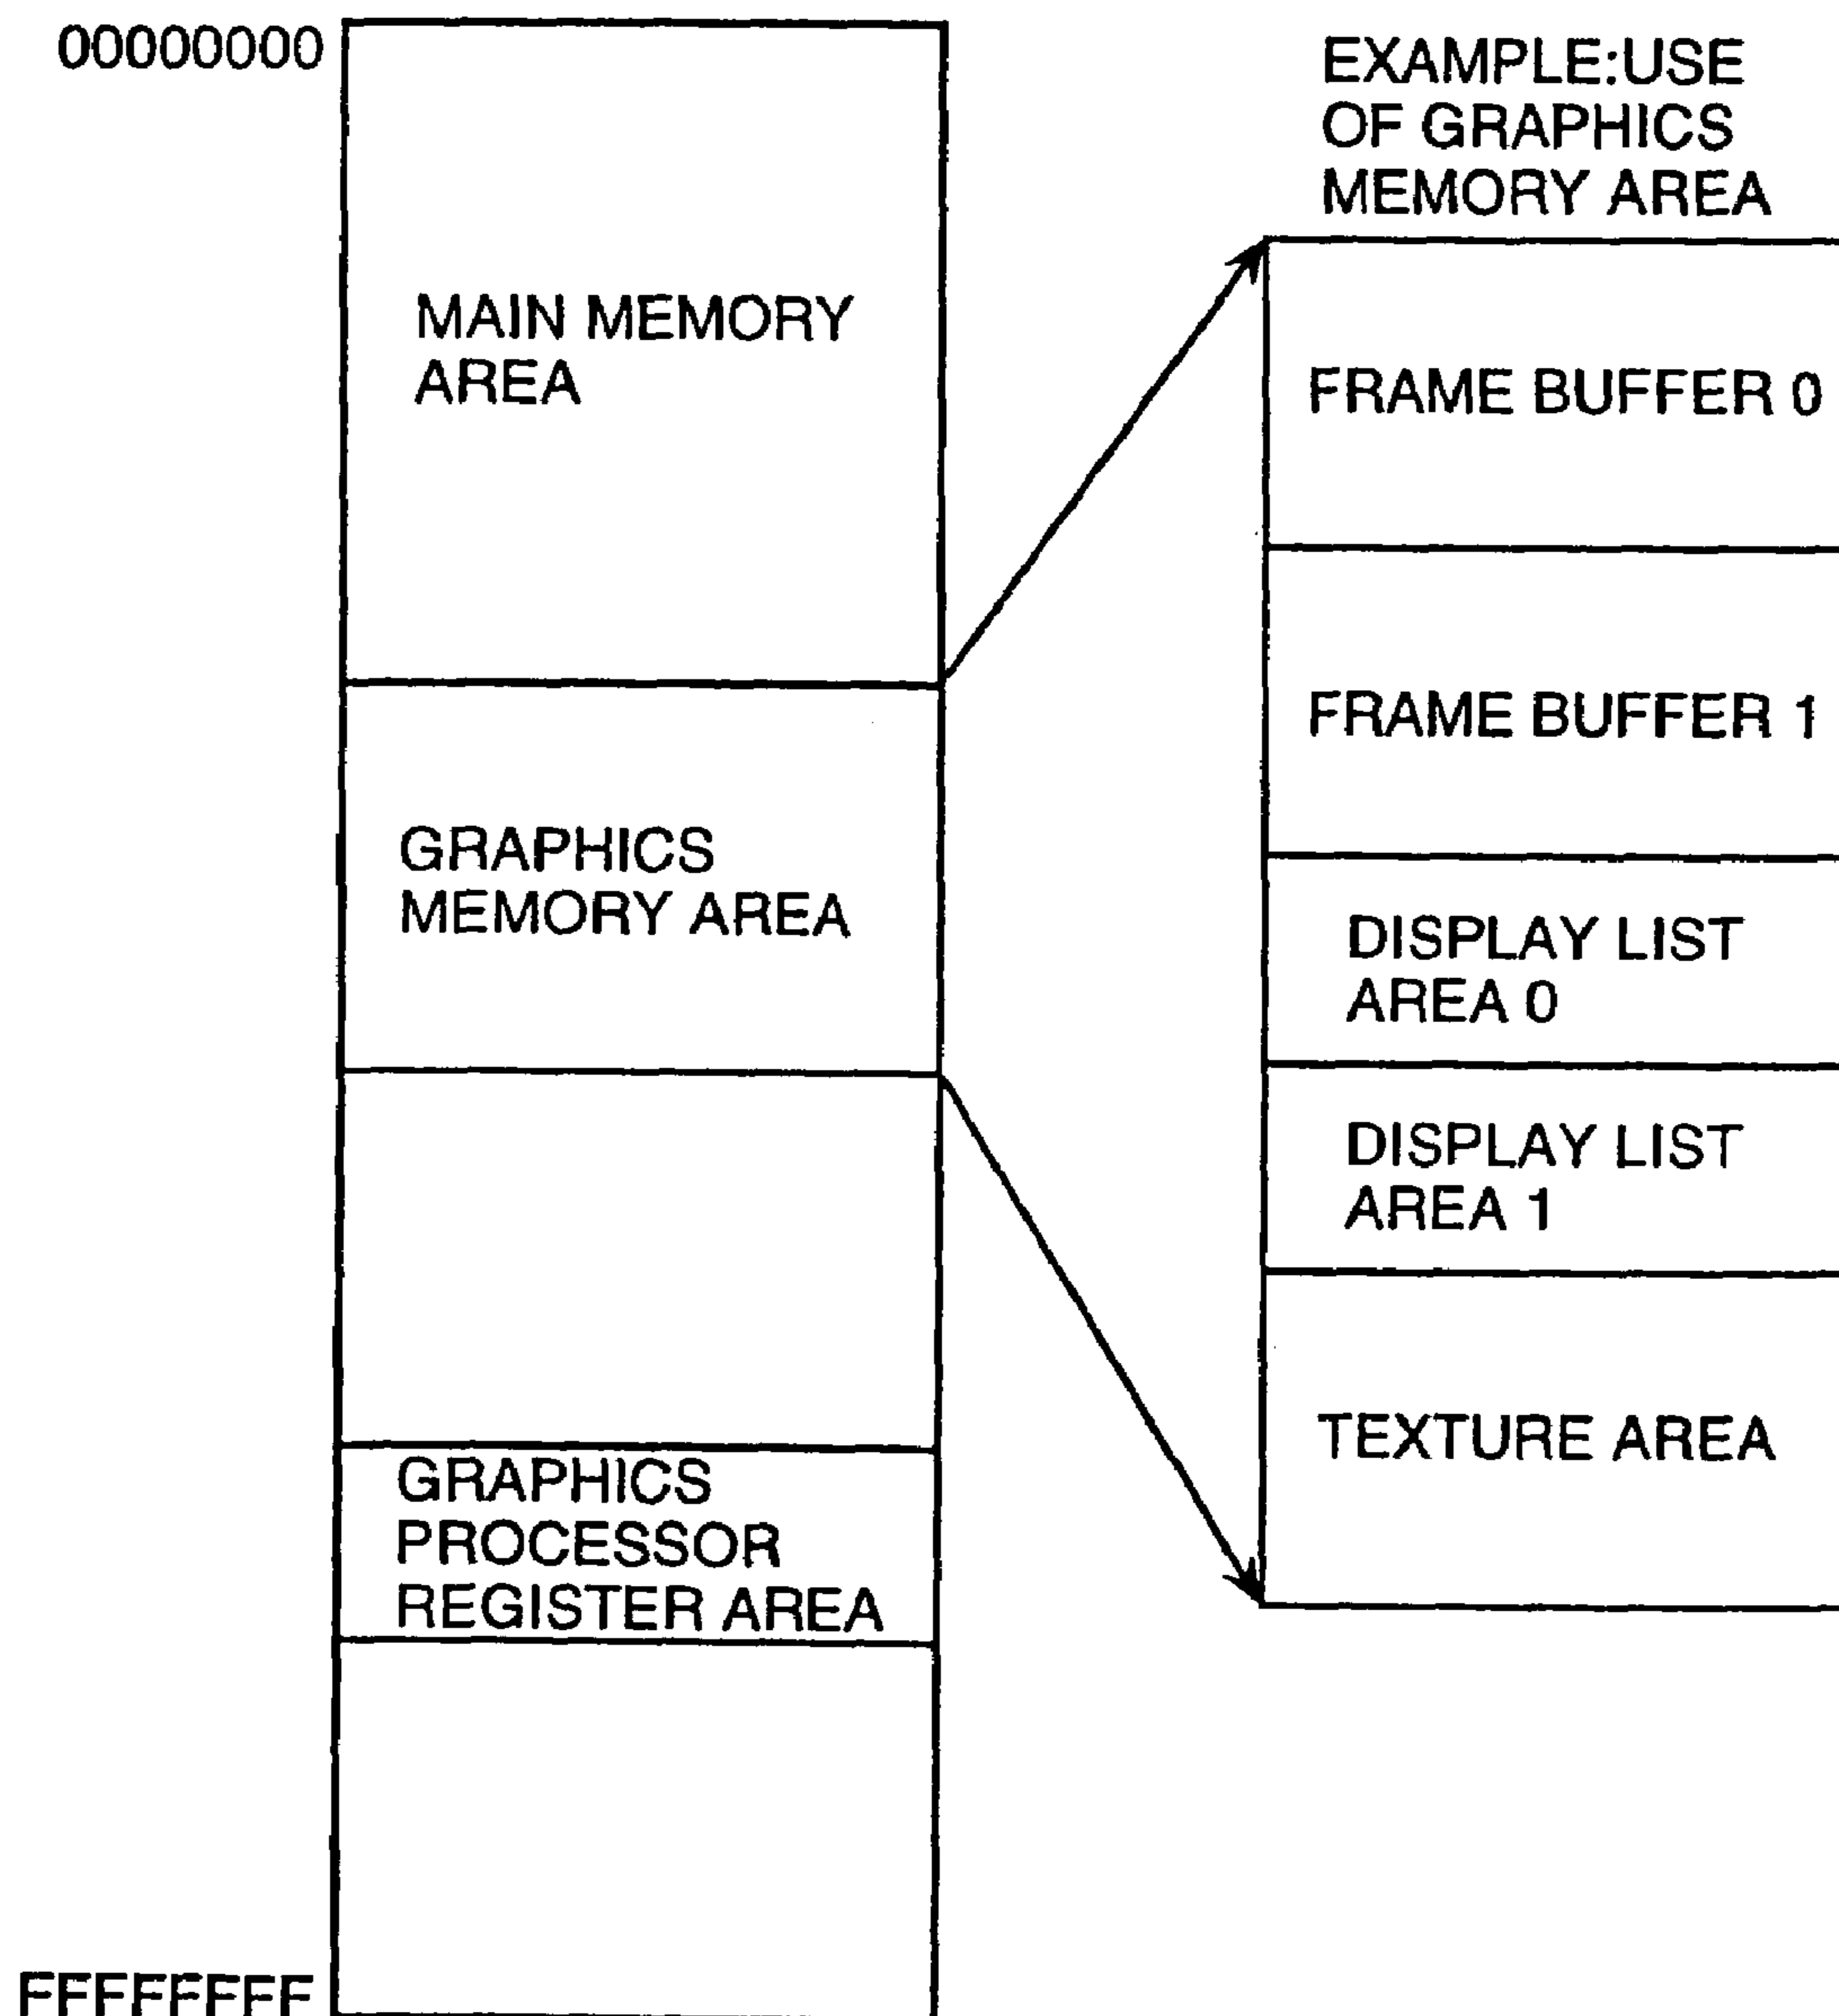 00000000
MAIN MEMORY
AREA
GRAPHICS
MEMORY AREA
GRAPHICS
PROCESSOR
REGISTER AREA
FFFFFFFF
EXAMPLE:USE
OF GRAPHICS
MEMORY AREA
FRAME BUFFER 0
FRAME BUFFER 1
DISPLAY LIST
AREA 0
DISPLAY LIST
AREA 1
TEXTURE AREA